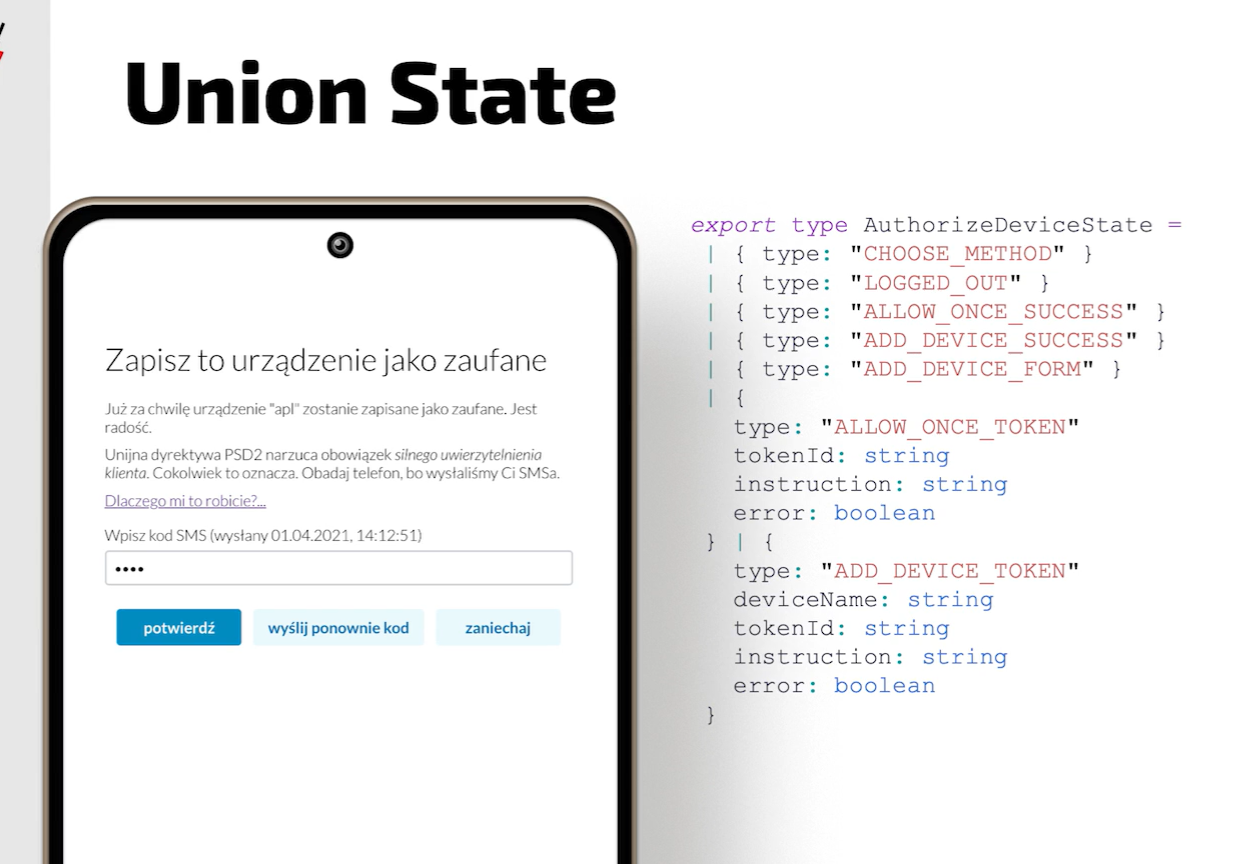 Union State
Zapisz to urządzenie jako zaufane
Już za chwilę urządzenie "apl" zostanie zapisane jako zaufane. Jest
radość.
Unijna dyrektywa PSD2 narzuca obowiązek silnego uwierzytelnienia
klienta. Cokolwiek to oznacza. Obadaj telefon, bo wysłaliśmy Ci SMSa.
Dlaczego mi to robicie?...
Wpisz kod SMS (wysłany 01.04.2021, 14:12:51)
••••
potwierdź wyślij ponownie kod zaniechaj
export type AuthorizeDeviceState =
| { type: "CHOOSE_METHOD" }
| { type: "LOGGED_OUT" }
| { type: "ALLOW_ONCE_SUCCESS" }
| { type: "ADD_DEVICE_SUCCESS" }
| { type: "ADD_DEVICE_FORM" }
| {
type: "ALLOW_ONCE_TOKEN"
tokenId: string
instruction: string
error: boolean
} | {
type: "ADD_DEVICE_TOKEN"
deviceName: string
tokenId: string
instruction: string
error: boolean
}